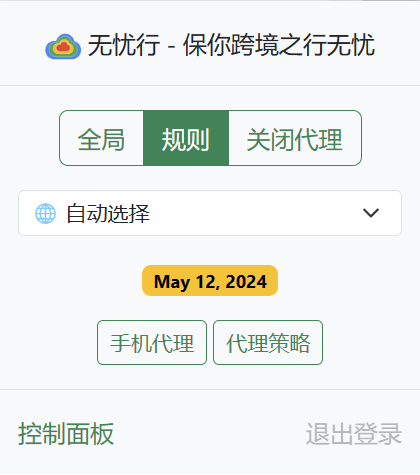 无忧行 - 保你跨境之行无忧
全局 规则 关闭代理
自动选择
May 12, 2024
手机代理 代理策略
控制面板 退出登录